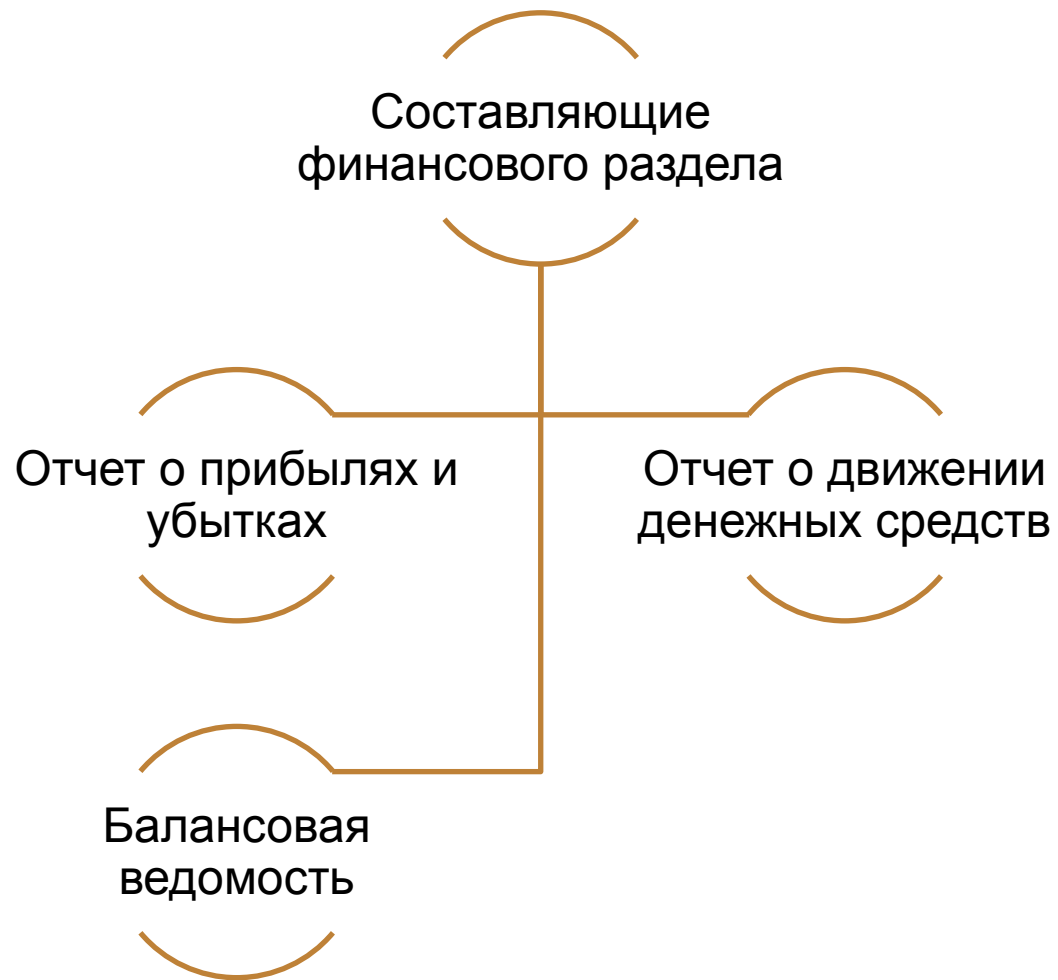 Составляющие
финансового раздела
Отчет о прибылях и
убытках
Отчет о движении
денежных средств
Балансовая
ведомость